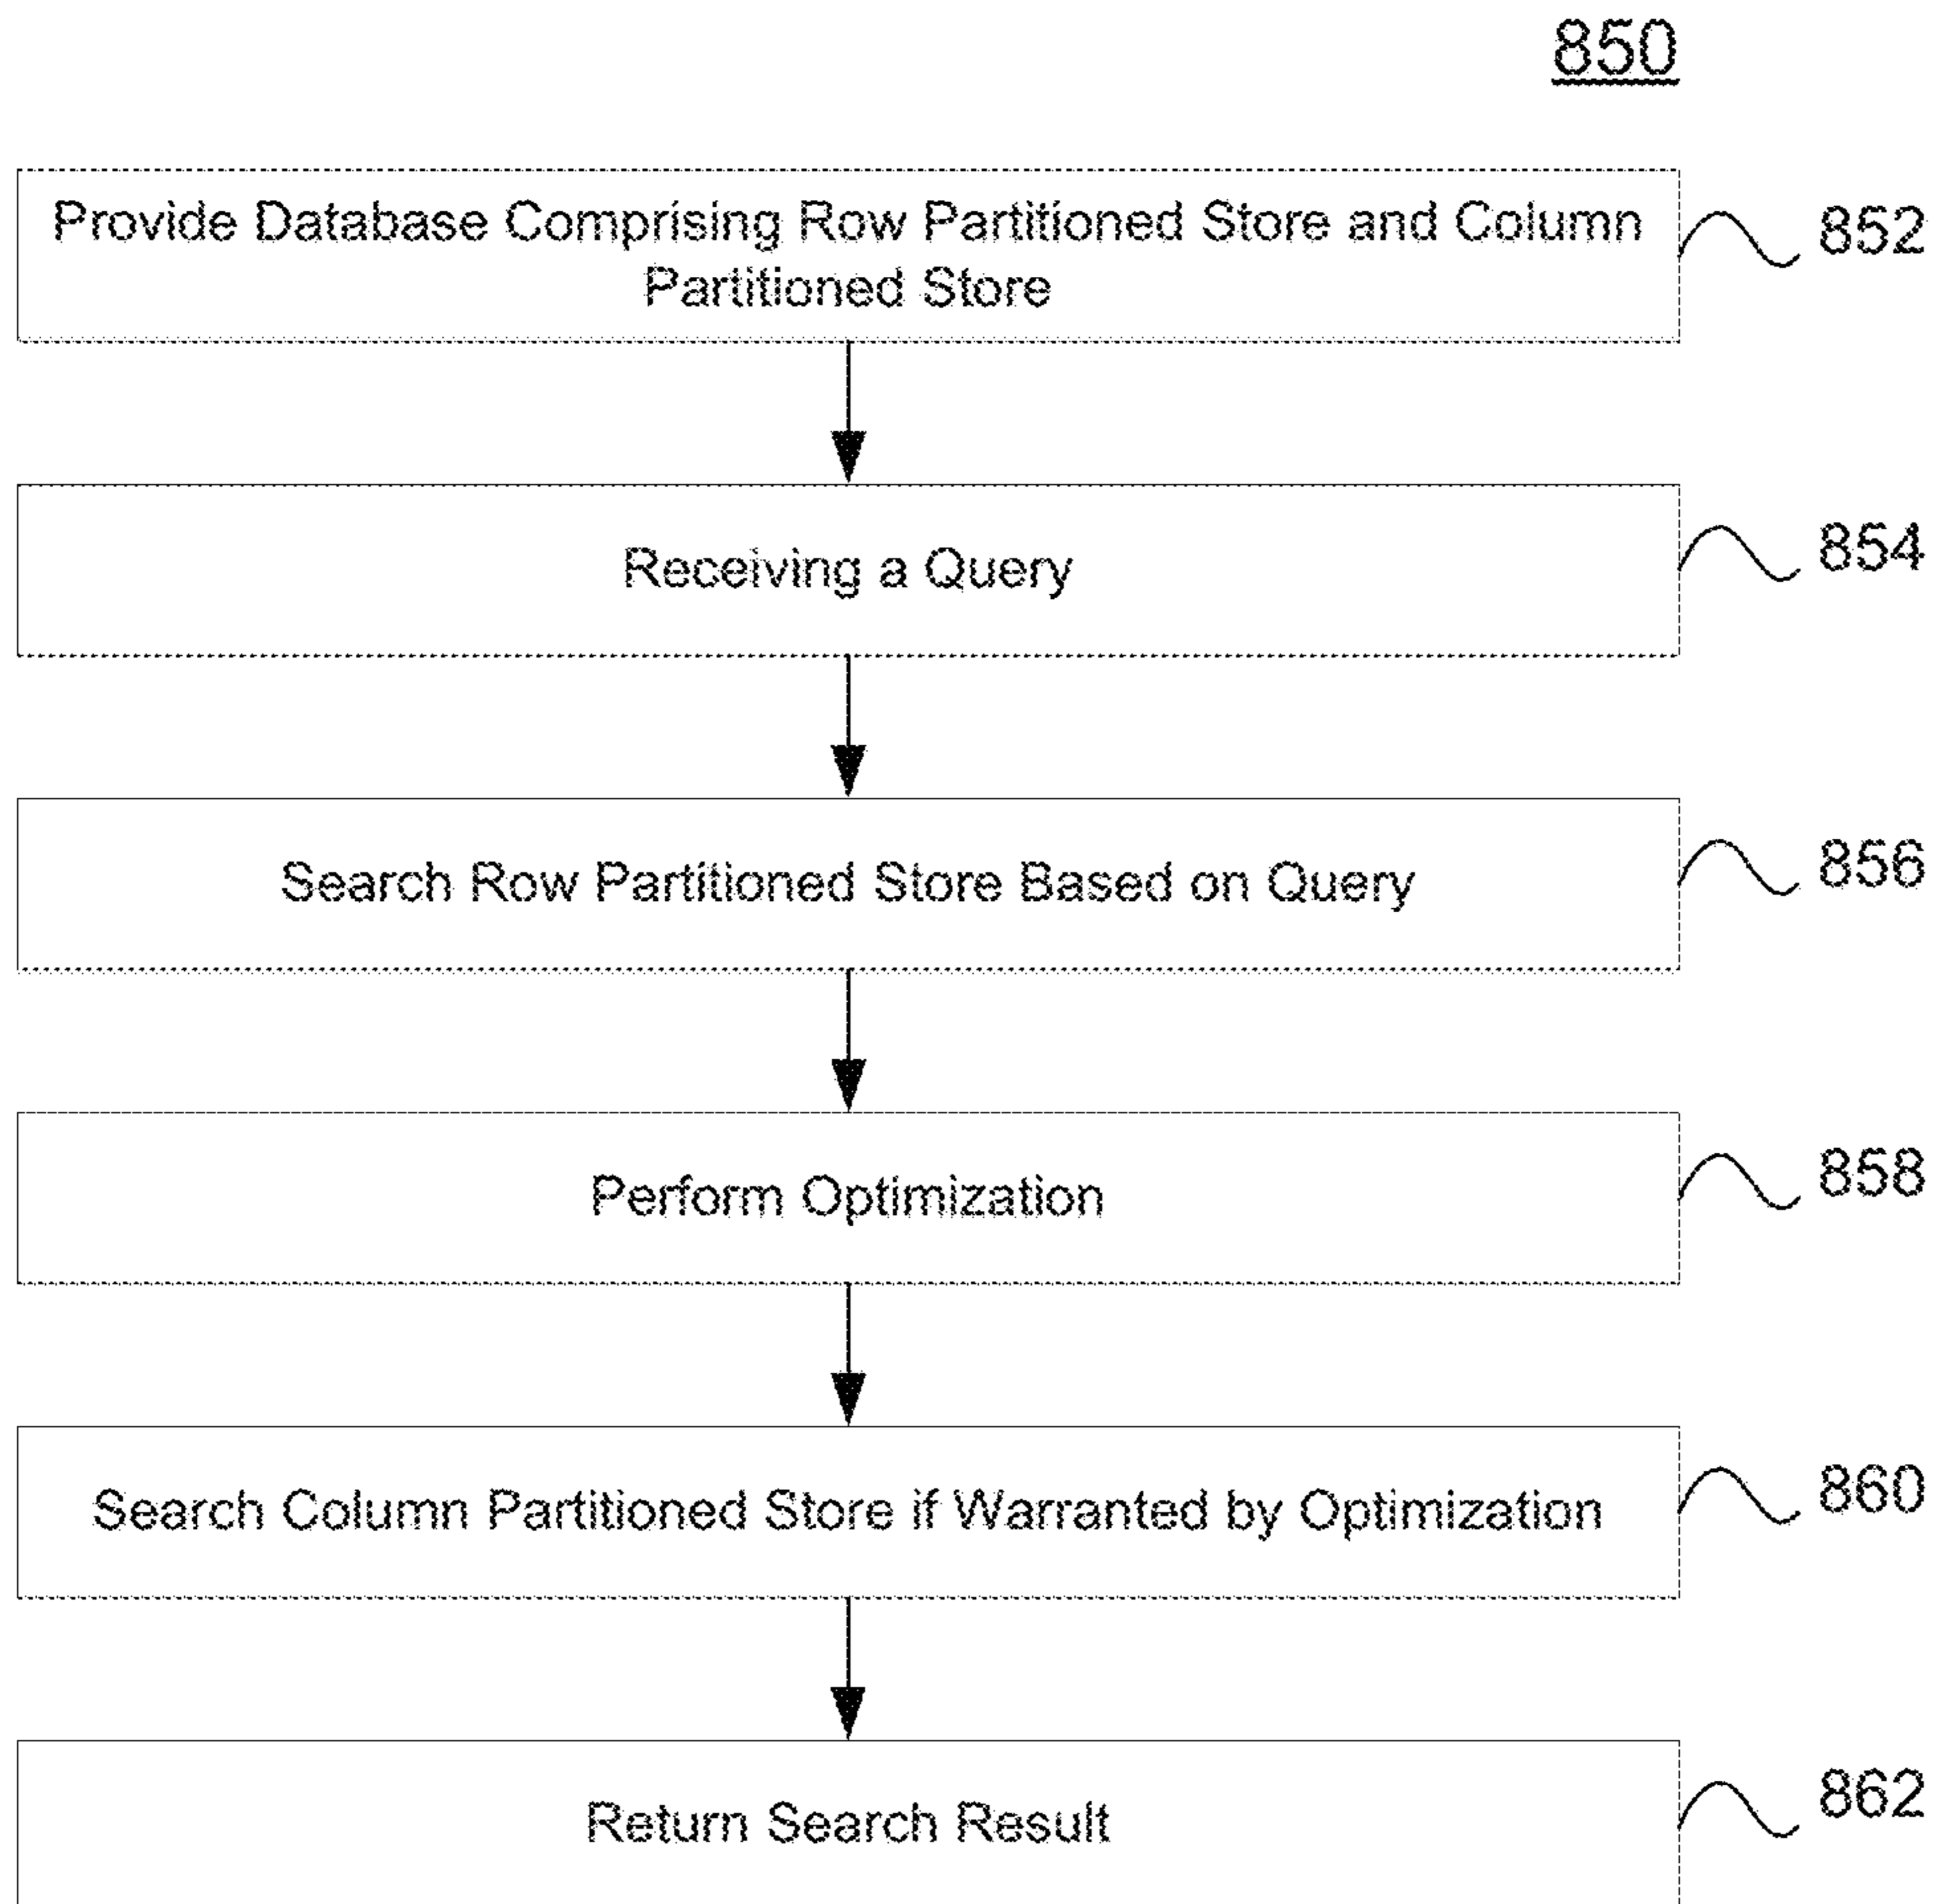 850
Provide Database Comprising Row Partitioned Store and Column
Partitioned Store
852
Receiving a Query
854
Search Row Partitioned Store Based on Query
856
Perform Optimization
858
Search Column Partitioned Store if Warranted by Optimization
860
Return Search Result
862